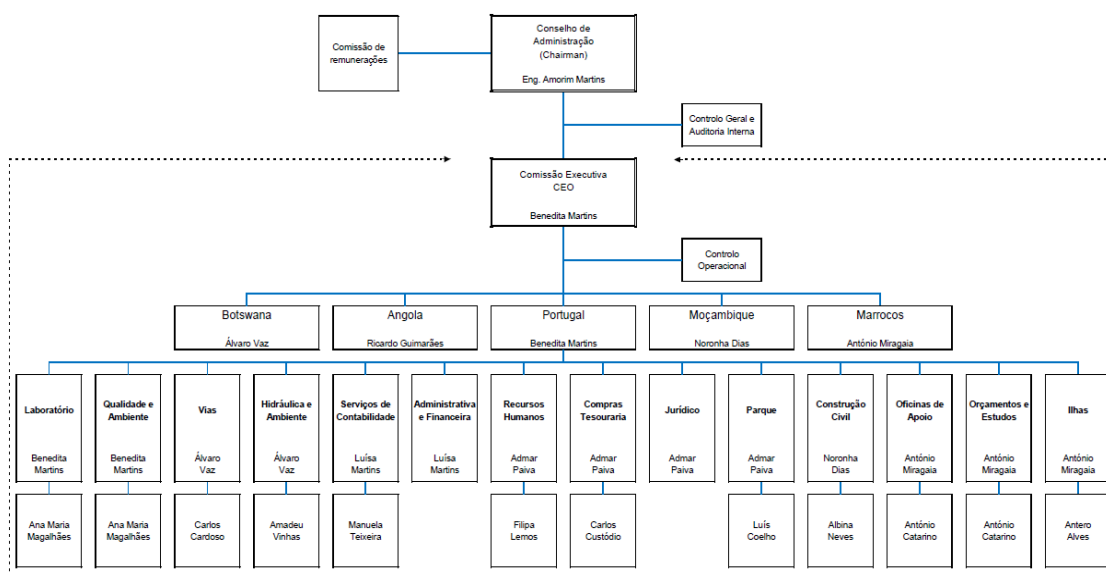 Comissão de
remunerações
Conselho de
Administração
(Chairman)
Eng. Amorim Martins
Controlo Geral e
Auditoria Interna
Comissão Executiva
CEO
Benedita Martins
Controlo
Operacional
Botswana
Álvaro Vaz
Angola
Ricardo Guimarães
Portugal
Benedita Martins
Moçambique
Noronha Dias
Marrocos
António Miragaia
Laboratório
Benedita
Martins
Qualidade e
Ambiente
Benedita
Martins
Vias
Álvaro
Vaz
Hidráulica e
Ambiente
Álvaro
Vaz
Serviços de
Contabilidade
Luísa
Martins
Administrativa
e Financeira
Luísa
Martins
Recursos
Humanos
Admar
Paiva
Compras
Tesouraria
Admar
Paiva
Jurídico
Admar
Paiva
Parque
Admar
Paiva
Construção
Civil
Noronha
Dias
Oficinas de
Apoio
António
Miragaia
Orçamentos e
Estudos
António
Miragaia
Ilhas
António
Miragaia
Ana Maria
Magalhães
Ana Maria
Magalhães
Carlos
Cardoso
Amadeu
Vinhas
Manuela
Teixeira
Filipa
Lemos
Carlos
Custódio
Luís
Coelho
Albina
Neves
António
Catarino
António
Catarino
Antero
Alves